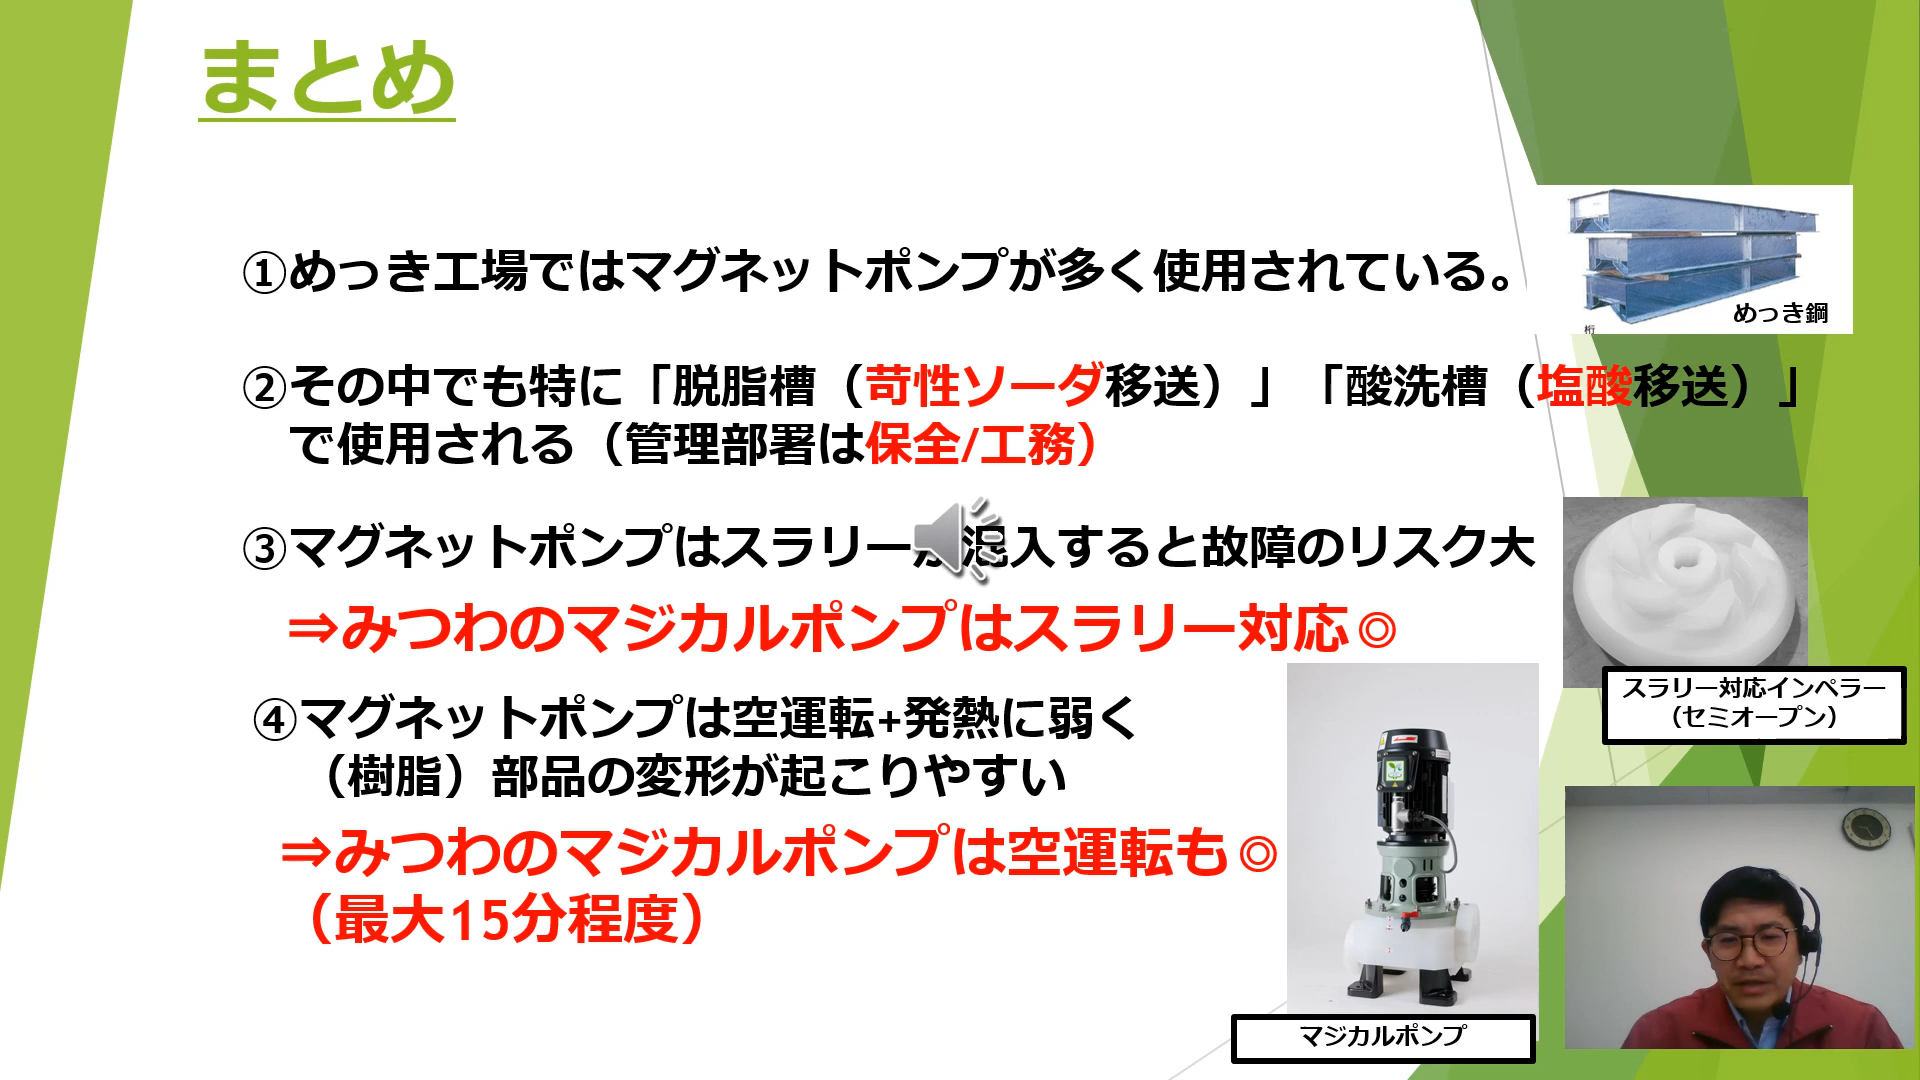 まとめ
①めっき工場ではマグネットポンプが多く使用されている。
めっき鋼
桁
②その中でも特に「脱脂槽（苛性ソーダ移送）」「酸洗槽（塩酸移送）」
で使用される（管理部署は保全/工務）
③マグネットポンプはスラリーが混入すると故障のリスク大
⇒みつわのマジカルポンプはスラリー対応◎
スラリー対応インペラー
（セミオープン）
④マグネットポンプは空運転+発熱に弱く
（樹脂）部品の変形が起こりやすい
⇒みつわのマジカルポンプは空運転も◎
（最大15分程度）
マジカルポンプ